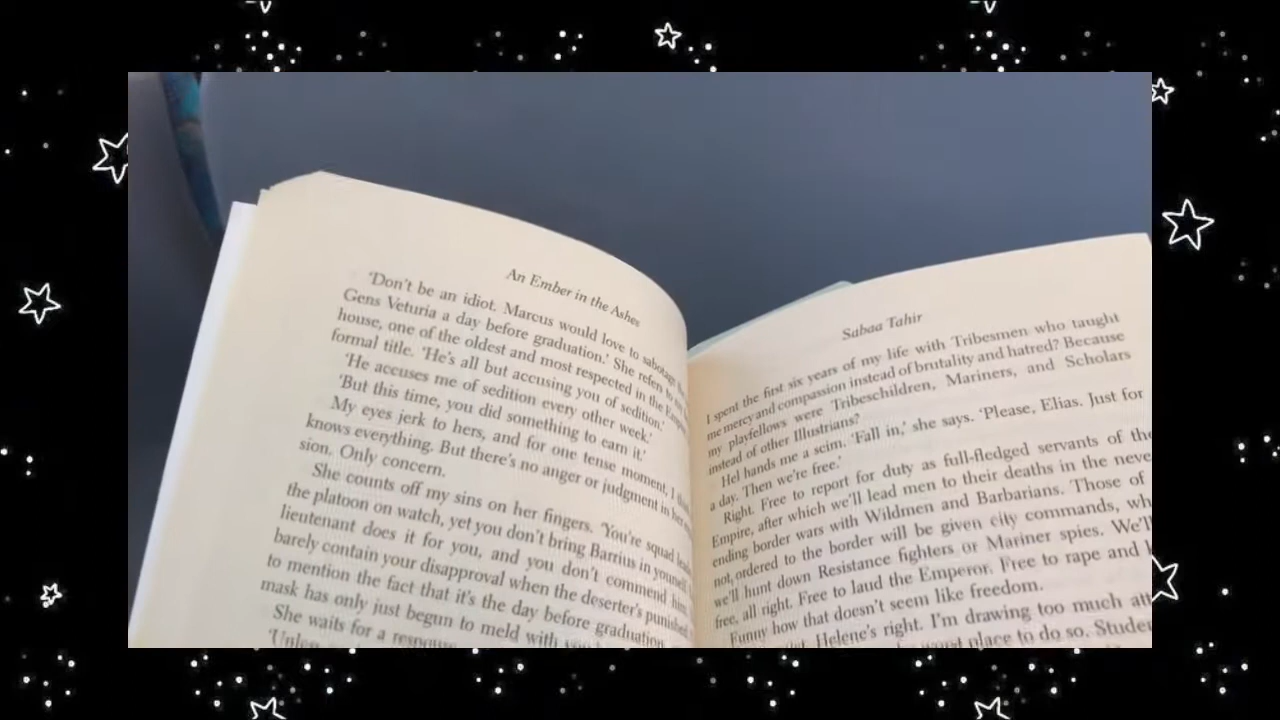 An Ember in the Ashes
'Don't be an idiot. Marcus would love to sabotage
Gens Veturia a day before graduation.' She refers to
house, one of the oldest and most respected in the Empire
formal title. 'He's all but accusing you of sedition.'
'He accuses me of sedition every other week.'
'But this time, you did something to earn it.'
My eyes jerk to hers, and for one tense moment, I
knows everything. But there's no anger or judgment in her
sion. Only concern.
She counts off my sins on her fingers. 'You're squad
the platoon on watch, yet you don't bring Barrius in yourself.
lieutenant does it for you, and you don't commend him.
barely contain your disapproval when the deserter's punished
to mention the fact that it's the day before graduation
mask has only just begun to meld with
She waits for a response
'Unless
Sabaa Tahir
I spent the first six years of my life with Tribesmen who taught
me mercy and compassion instead of brutality and hatred? Because
my playfellows were Tribeschildren, Mariners, and Scholars
instead of other Illustrians?
Hel hands me a scim. 'Fall in,' she says. 'Please, Elias. Just for
a day. Then we're free.'
Right. Free to report for duty as full-fledged servants of the
Empire, after which we'll lead men to their deaths in the neve
ending border wars with Wildmen and Barbarians. Those of
not ordered to the border will be given city commands, wh
we'll hunt down Resistance fighters or Mariner spies. We'll
free, all right. Free to laud the Emperor. Free to rape and
Funny how that doesn't seem like freedom.
Helene's right. I'm drawing too much att
worst place to do so. Studen